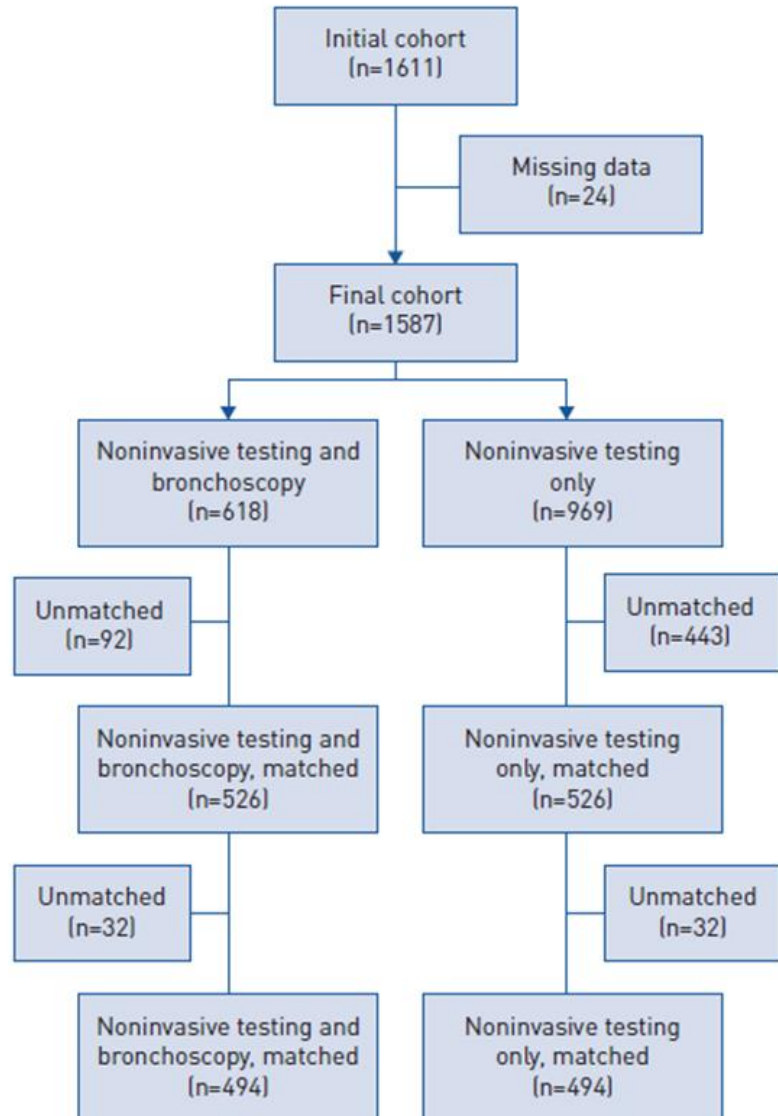 Initial cohort
(n=1611)
Missing data
(n=24)
Final cohort
(n=1587)
Noninvasive testing and
bronchoscopy
(n=618)
Noninvasive testing
only
(n=969)
Unmatched
(n=92)
Unmatched
(n=443)
Noninvasive testing and
bronchoscopy, matched
(n=526)
Noninvasive testing
only, matched
(n=526)
Unmatched
(n=32)
Unmatched
(n=32)
Noninvasive testing and
bronchoscopy, matched
(n=494)
Noninvasive testing
only, matched
(n=494)